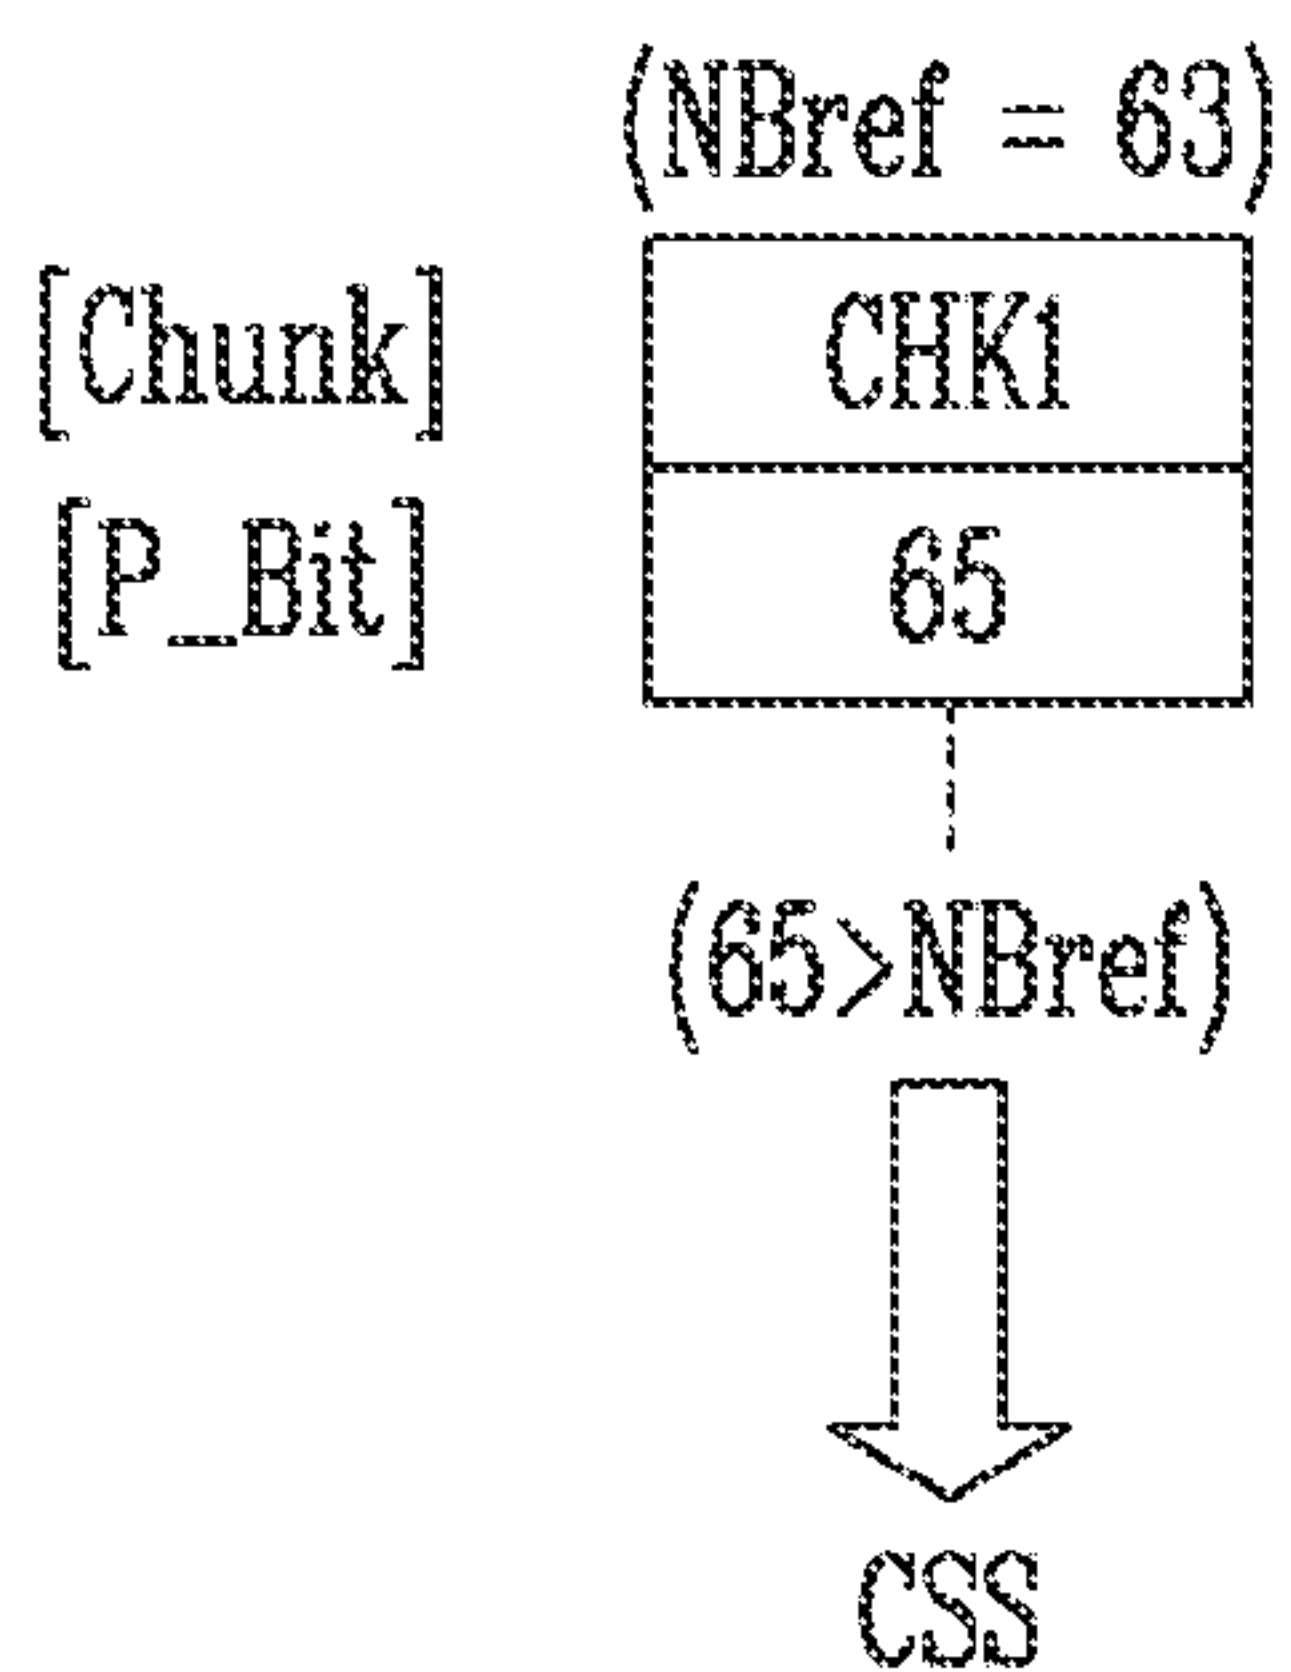 (NBref = 63)
[Chunk] CHK1
[P_Bit] 65
(65>NBref)
CSS